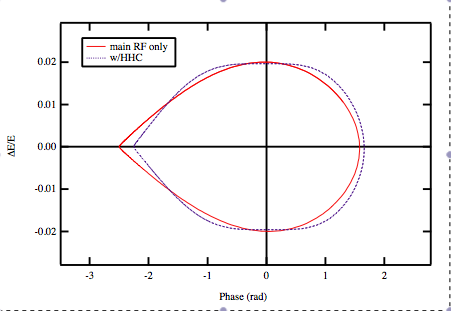 main RF only
w/HHC
0.02
0.01
0.00
-0.01
-0.02
ΔE/E
-3 -2 -1 0 1 2
Phase (rad)